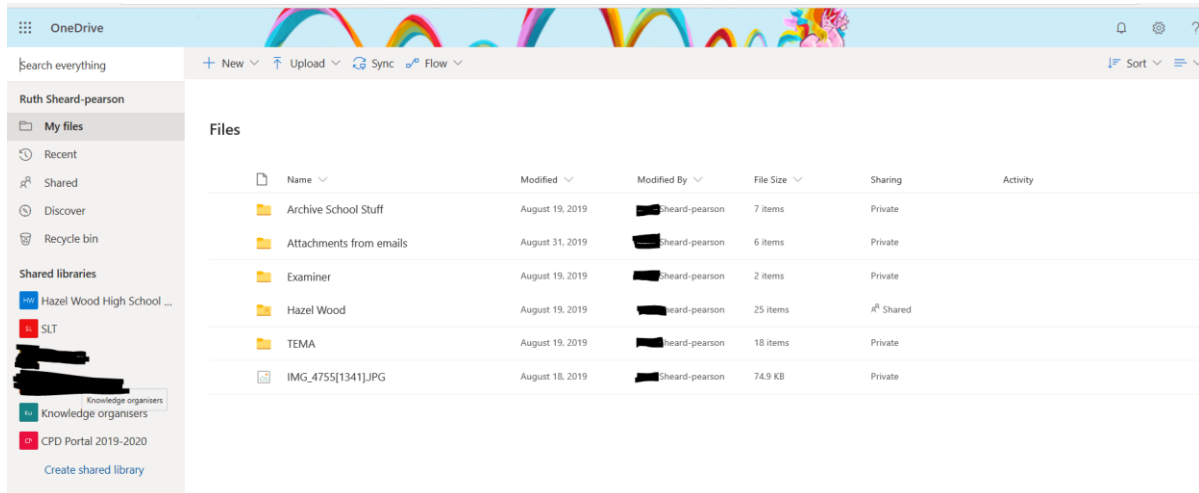 OneDrive
?
Search everything
+ New Upload Sync Flow
Sort
Ruth Sheard-pearson
My files
Recent
Shared
Discover
Recycle bin
Shared libraries
HW Hazel Wood High School ...
SL SLT
Knowledge organisers
Ku Knowledge organisers
CP CPD Portal 2019-2020
Create shared library
Files
Name Modified Modified By File Size Sharing Activity
Archive School Stuff August 19, 2019 Sheard-pearson 7 items Private
Attachments from emails August 31, 2019 Sheard-pearson 6 items Private
Examiner August 19, 2019 Sheard-pearson 2 items Private
Hazel Wood August 19, 2019 heard-pearson 25 items Shared
TEMA August 19, 2019 heard-pearson 18 items Private
IMG_4755[1341].JPG August 18, 2019 Sheard-pearson 74.9 KB Private